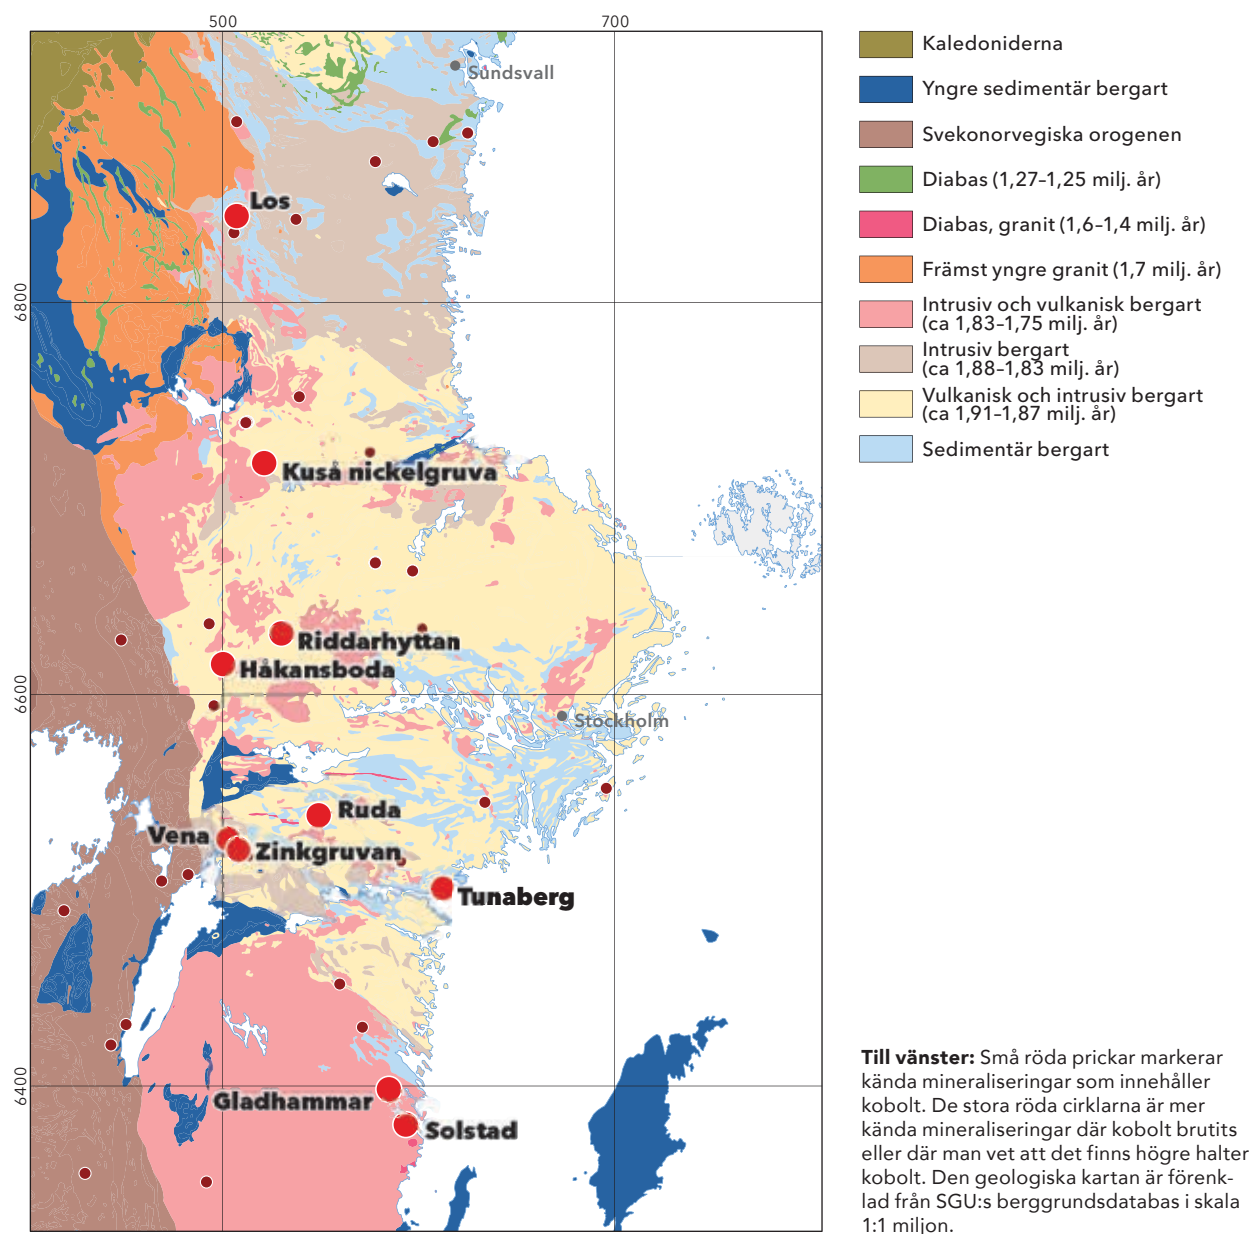 500
700
Sundsvall
Los
6800
Kuså nickelgruva
Riddarhyttan
Håkansboda
6600
Stockholm
Ruda
Vena
Zinkgruvan
Tunaberg
6400
Gladhammar
Solstad
Kaledoniderna
Yngre sedimentär bergart
Svekonorvegiska orogenen
Diabas (1,27–1,25 milj. år)
Diabas, granit (1,6–1,4 milj. år)
Främst yngre granit (1,7 milj. år)
Intrusiv och vulkanisk bergart
(ca 1,83–1,75 milj. år)
Intrusiv bergart
(ca 1,88–1,83 milj. år)
Vulkanisk och intrusiv bergart
(ca 1,91–1,87 milj. år)
Sedimentär bergart
Till vänster: Små röda prickar markerar
kända mineraliseringar som innehåller
kobolt. De stora röda cirklarna är mer
kända mineraliseringar där kobolt brutits
eller där man vet att det finns högre halter
kobolt. Den geologiska kartan är förenk-
lad från SGU:s berggrundsdatabas i skala
1:1 miljon.